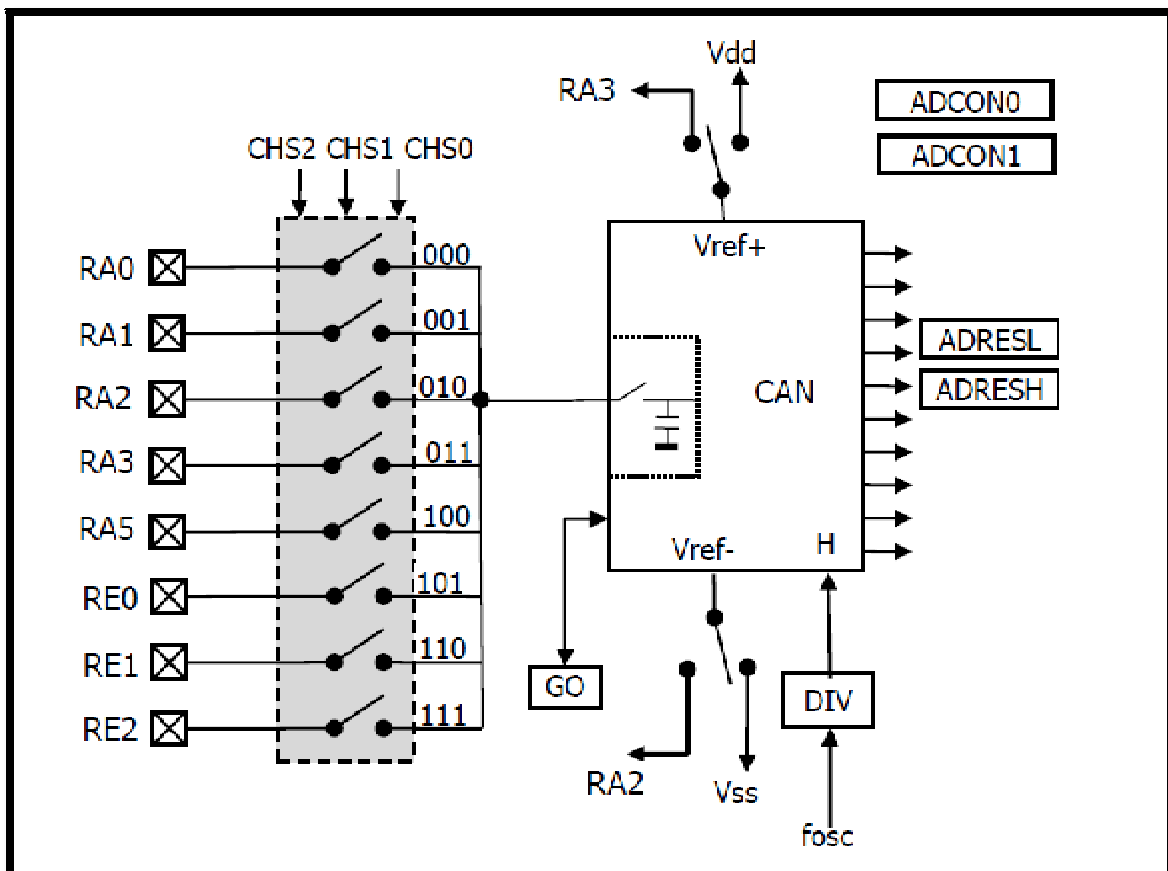 Vdd
RA3
ADCON0
ADCON1
CHS2 CHS1 CHS0
Vref+
RA0
000
RA1
001
RA2
010
RA3
011
RA5
100
RE0
101
RE1
110
RE2
111
CAN
ADRESL
ADRESH
Vref-
H
GO
DIV
RA2
Vss
fosc